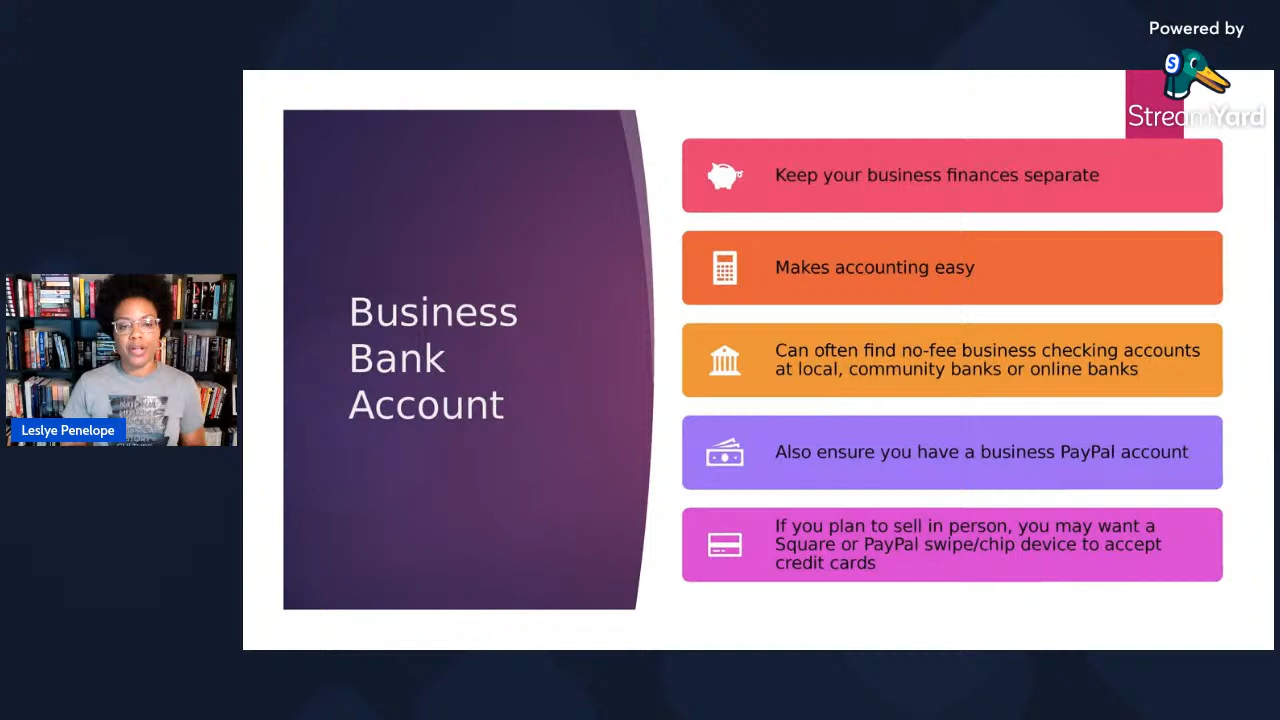 Powered by
StreamYard
Business
Bank
Account
Keep your business finances separate
Makes accounting easy
Can often find no-fee business checking accounts
at local, community banks or online banks
Also ensure you have a business PayPal account
If you plan to sell in person, you may want a
Square or PayPal swipe/chip device to accept
credit cards
Leslye Penelope